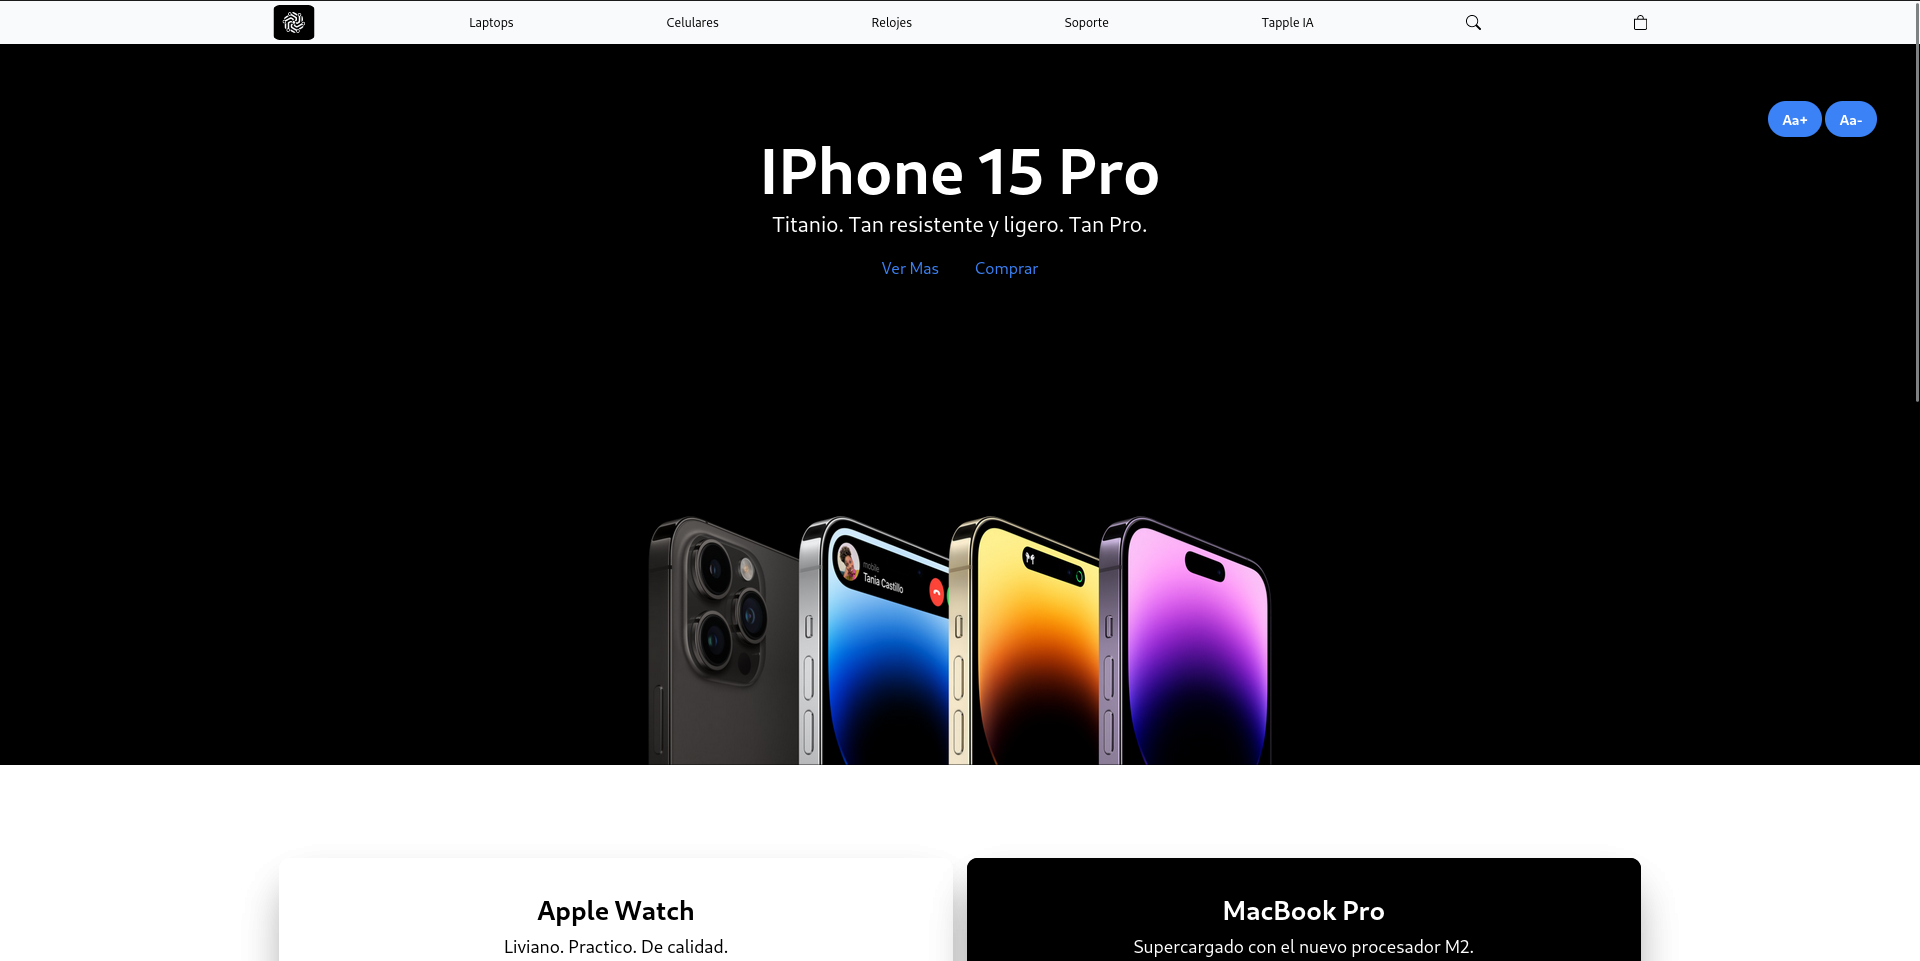 Laptops Celulares Relojes Soporte Tapple IA
Aa+ Aa-
IPhone 15 Pro
Titanio. Tan resistente y ligero. Tan Pro.
Ver Mas Comprar
mobile
Tania Castillo
Apple Watch
Liviano. Practico. De calidad.
MacBook Pro
Supercargado con el nuevo procesador M2.